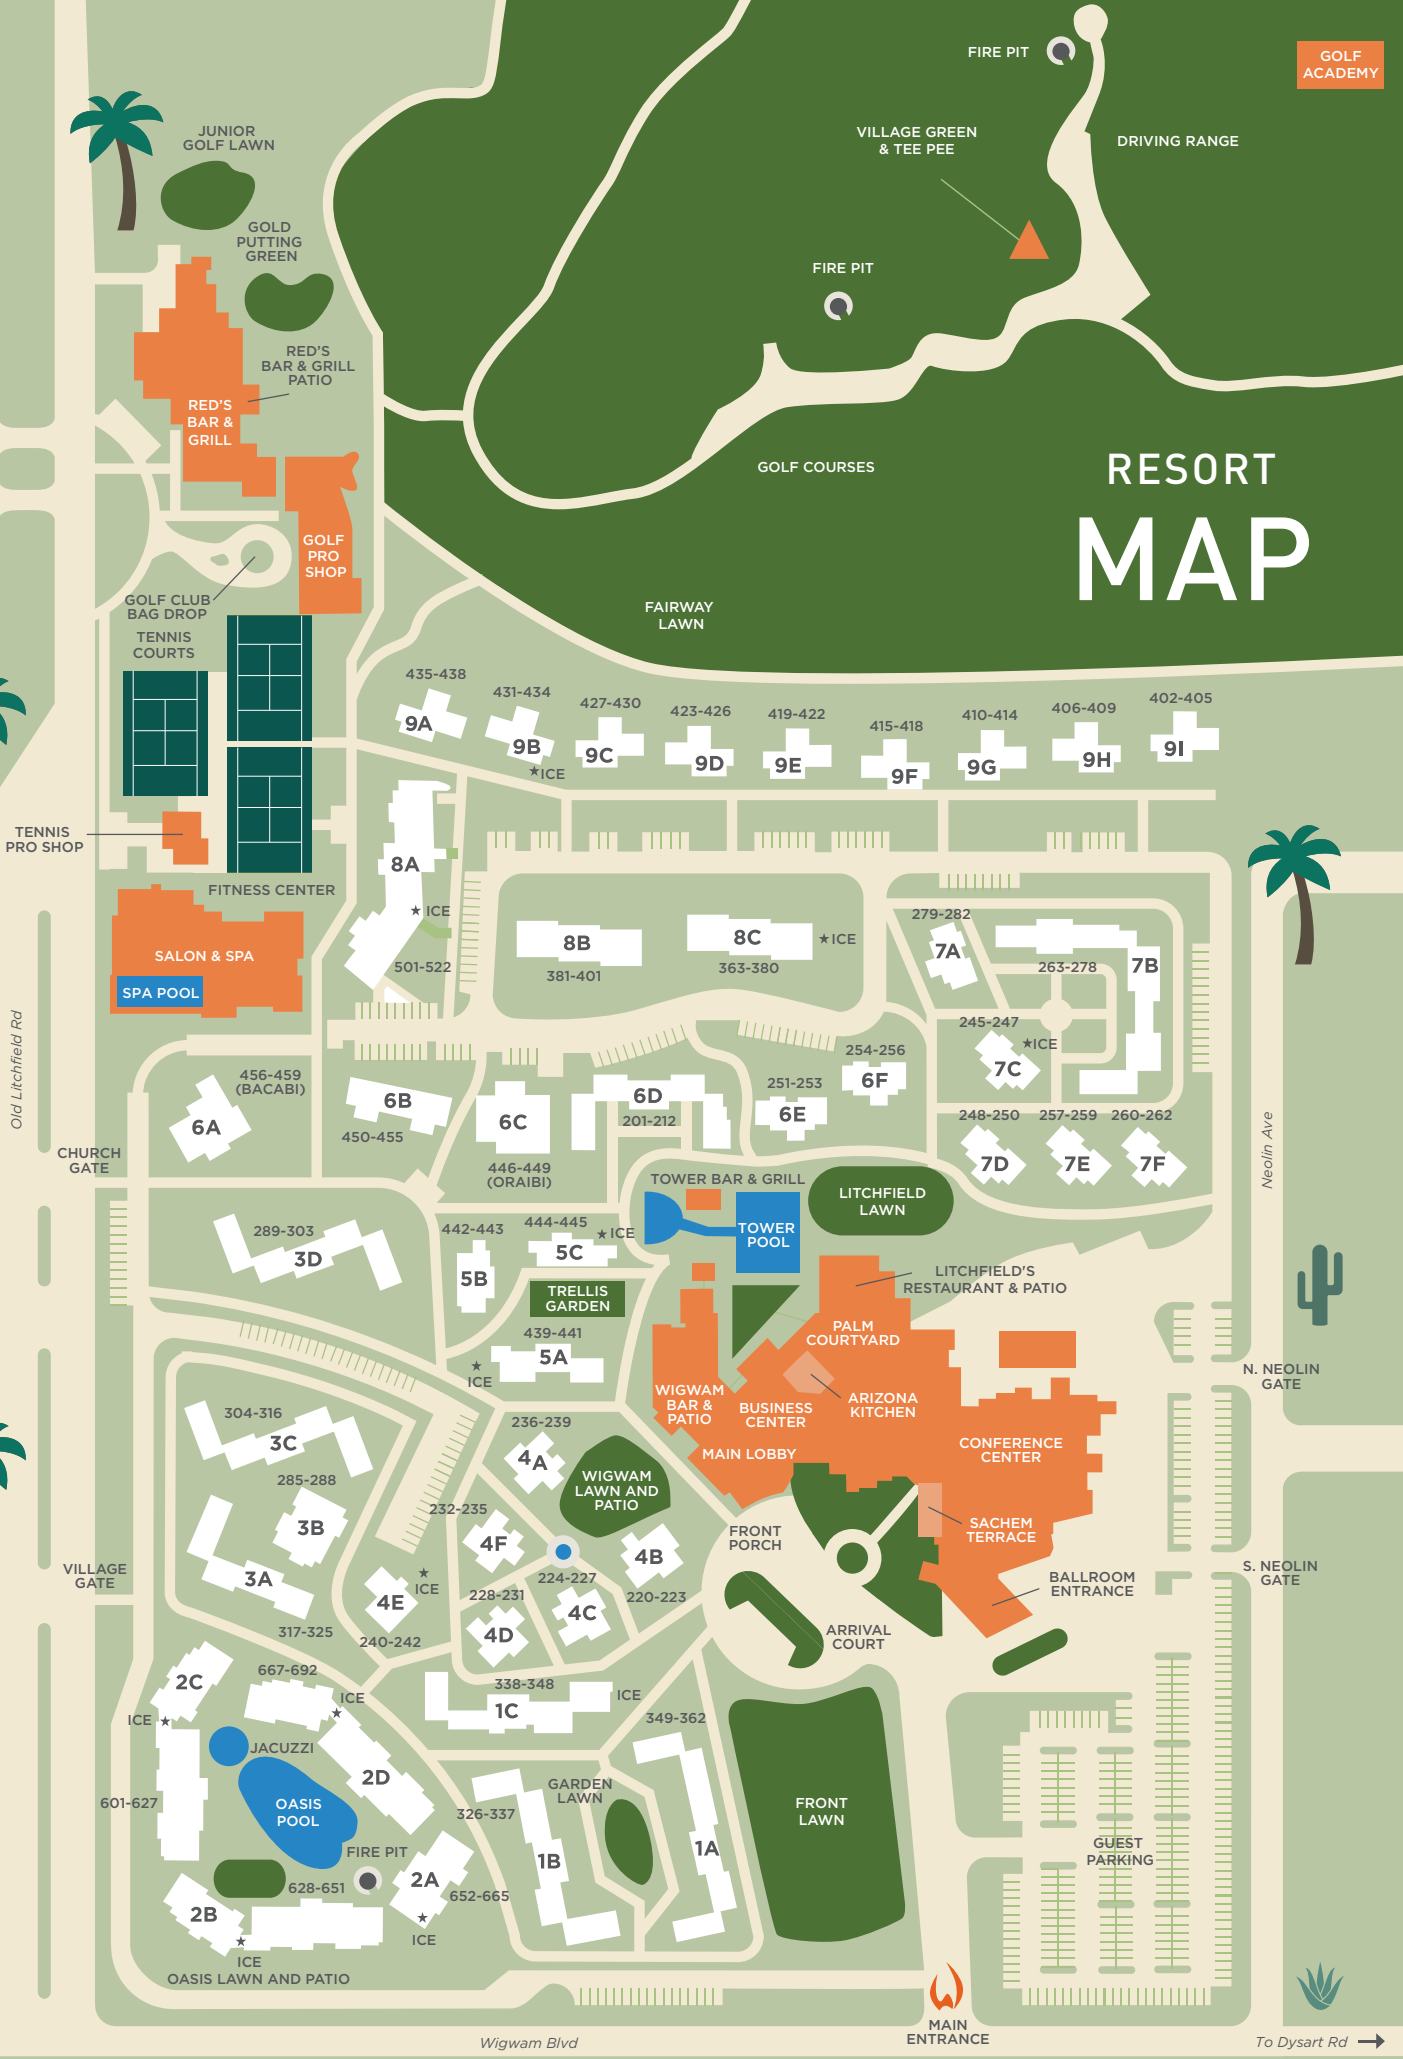 FIRE PIT
GOLF
ACADEMY
VILLAGE GREEN
& TEE PEE
DRIVING RANGE
JUNIOR
GOLF LAWN
GOLD
PUTTING
GREEN
FIRE PIT
RED'S
BAR & GRILL
PATIO
RED'S
BAR &
GRILL
GOLF COURSES
RESORT
MAP
GOLF
PRO
SHOP
GOLF CLUB
BAG DROP
FAIRWAY
LAWN
TENNIS
COURTS
435-438
9A
431-434
9B
★ICE
427-430
9C
423-426
9D
419-422
9E
415-418
9F
410-414
9G
406-409
9H
402-405
9I
TENNIS
PRO SHOP
FITNESS CENTER
8A
★ ICE
501-522
8B
381-401
8C
363-380
★ICE
279-282
7A
263-278
7B
SALON & SPA
SPA POOL
Old Litchfield Rd
245-247
★ICE
7C
254-256
6F
251-253
6E
456-459
(BACABI)
6A
6B
450-455
6C
446-449
(ORAIBI)
6D
201-212
248-250
7D
257-259
7E
260-262
7F
Neolin Ave
CHURCH
GATE
TOWER BAR & GRILL
TOWER
POOL
LITCHFIELD
LAWN
289-303
3D
442-443
5B
444-445
★ ICE
5C
TRELLIS
GARDEN
439-441
5A
★
ICE
LITCHFIELD'S
RESTAURANT & PATIO
PALM
COURTYARD
WIGWAM
BAR &
PATIO
BUSINESS
CENTER
ARIZONA
KITCHEN
MAIN LOBBY
CONFERENCE
CENTER
N. NEOLIN
GATE
304-316
3C
285-288
3B
3A
317-325
236-239
4A
WIGWAM
LAWN AND
PATIO
232-235
4F
★
ICE
4E
240-242
224-227
228-231
4D
4C
4B
220-223
FRONT
PORCH
SACHEM
TERRACE
BALLROOM
ENTRANCE
ARRIVAL
COURT
S. NEOLIN
GATE
VILLAGE
GATE
2C
ICE ★
667-692
ICE
★
338-348
1C
ICE
349-362
JACUZZI
2D
601-627
OASIS
POOL
326-337
GARDEN
LAWN
1B
1A
FRONT
LAWN
GUEST
PARKING
FIRE PIT
2A
628-651
652-665
2B
★
ICE
★
ICE
OASIS LAWN AND PATIO
MAIN
ENTRANCE
Wigwam Blvd
To Dysart Rd